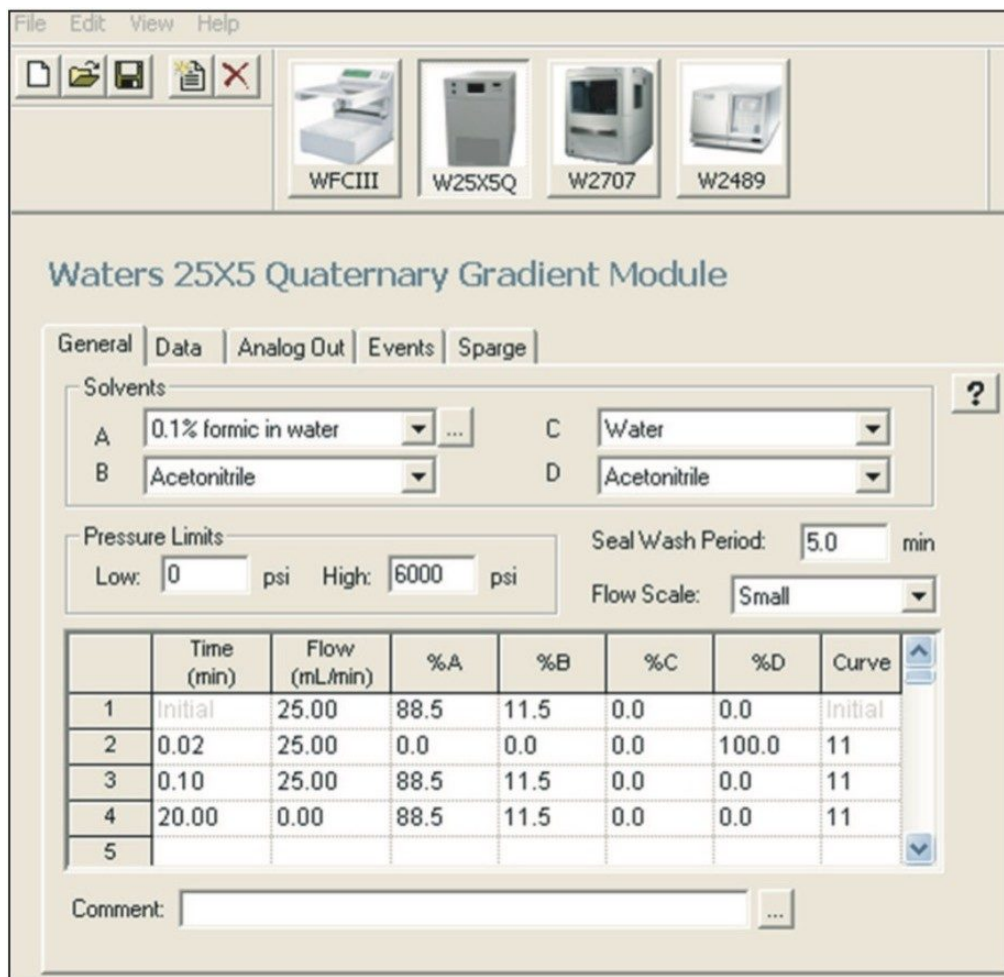 File Edit View Help
WFCIII W25X5Q W2707 W2489
Waters 25X5 Quaternary Gradient Module
General Data Analog Out Events Sparge
Solvents
?
A 0.1% formic in water ... C Water
B Acetonitrile D Acetonitrile
Pressure Limits
Seal Wash Period: 5.0 min
Low: 0 psi High: 6000 psi
Flow Scale: Small
Time (min) Flow (mL/min) %A %B %C %D Curve
1 Initial 25.00 88.5 11.5 0.0 0.0 Initial
2 0.02 25.00 0.0 0.0 0.0 100.0 11
3 0.10 25.00 88.5 11.5 0.0 0.0 11
4 20.00 0.00 88.5 11.5 0.0 0.0 11
5
Comment: ...